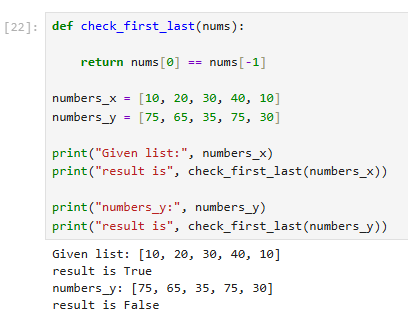 [22]: def check_first_last(nums):
return nums[0] == nums[-1]
numbers_x = [10, 20, 30, 40, 10]
numbers_y = [75, 65, 35, 75, 30]
print("Given list:", numbers_x)
print("result is", check_first_last(numbers_x))
print("numbers_y:", numbers_y)
print("result is", check_first_last(numbers_y))
Given list: [10, 20, 30, 40, 10]
result is True
numbers_y: [75, 65, 35, 75, 30]
result is False